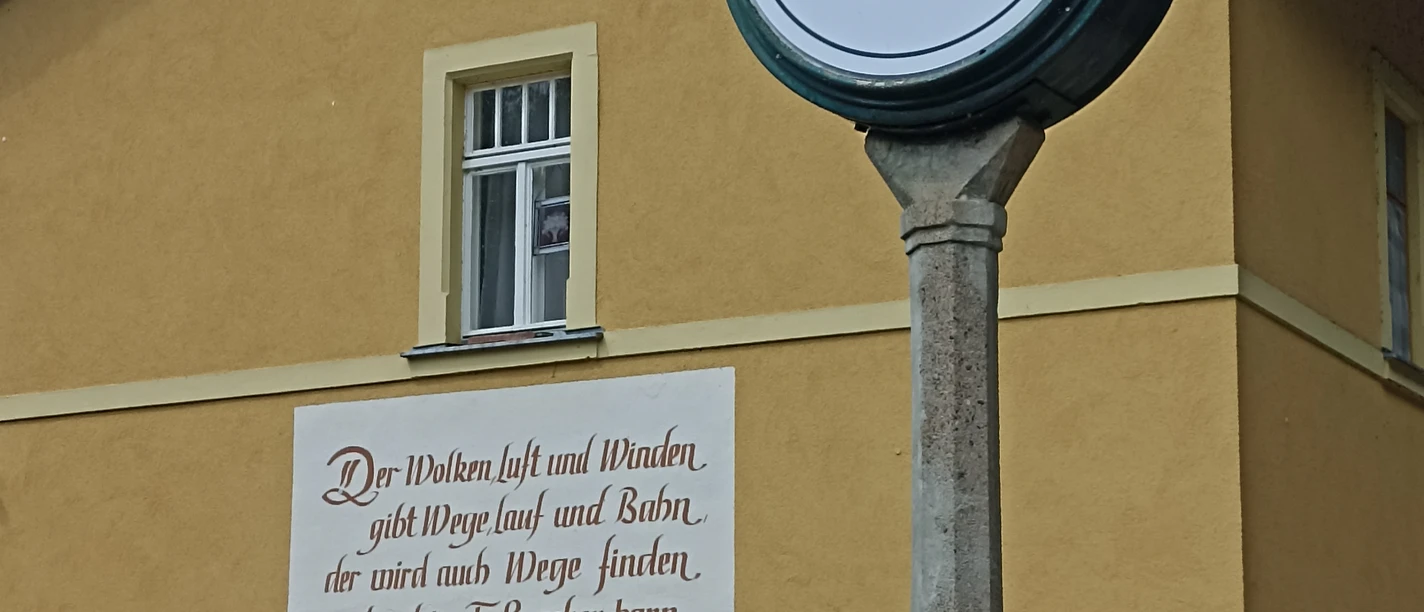 Der Wolken, Luft und Winden
gibt Wege, Lauf und Bahn,
der wird auch Wege finden